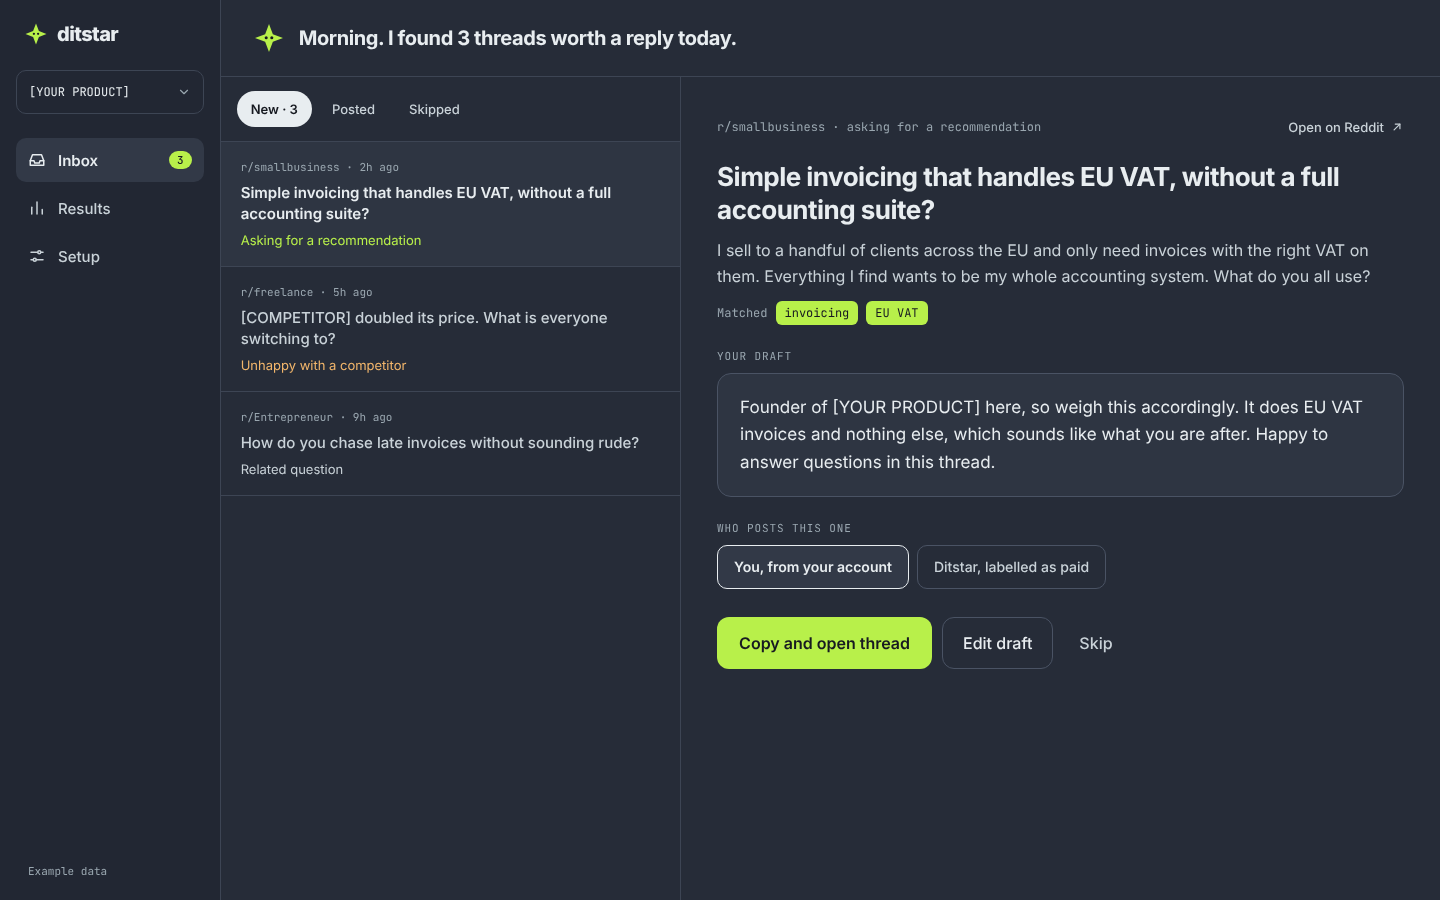 ditstar
[YOUR PRODUCT]
Inbox
3
Results
Setup
Example data
Morning. I found 3 threads worth a reply today.
New · 3
Posted
Skipped
r/smallbusiness · 2h ago
Simple invoicing that handles EU VAT, without a full
accounting suite?
Asking for a recommendation
r/freelance · 5h ago
[COMPETITOR] doubled its price. What is everyone
switching to?
Unhappy with a competitor
r/Entrepreneur · 9h ago
How do you chase late invoices without sounding rude?
Related question
r/smallbusiness · asking for a recommendation
Open on Reddit ↗
Simple invoicing that handles EU VAT, without a full
accounting suite?
I sell to a handful of clients across the EU and only need invoices with the right VAT on
them. Everything I find wants to be my whole accounting system. What do you all use?
Matched invoicing EU VAT
YOUR DRAFT
Founder of [YOUR PRODUCT] here, so weigh this accordingly. It does EU VAT
invoices and nothing else, which sounds like what you are after. Happy to
answer questions in this thread.
WHO POSTS THIS ONE
You, from your account
Ditstar, labelled as paid
Copy and open thread
Edit draft
Skip